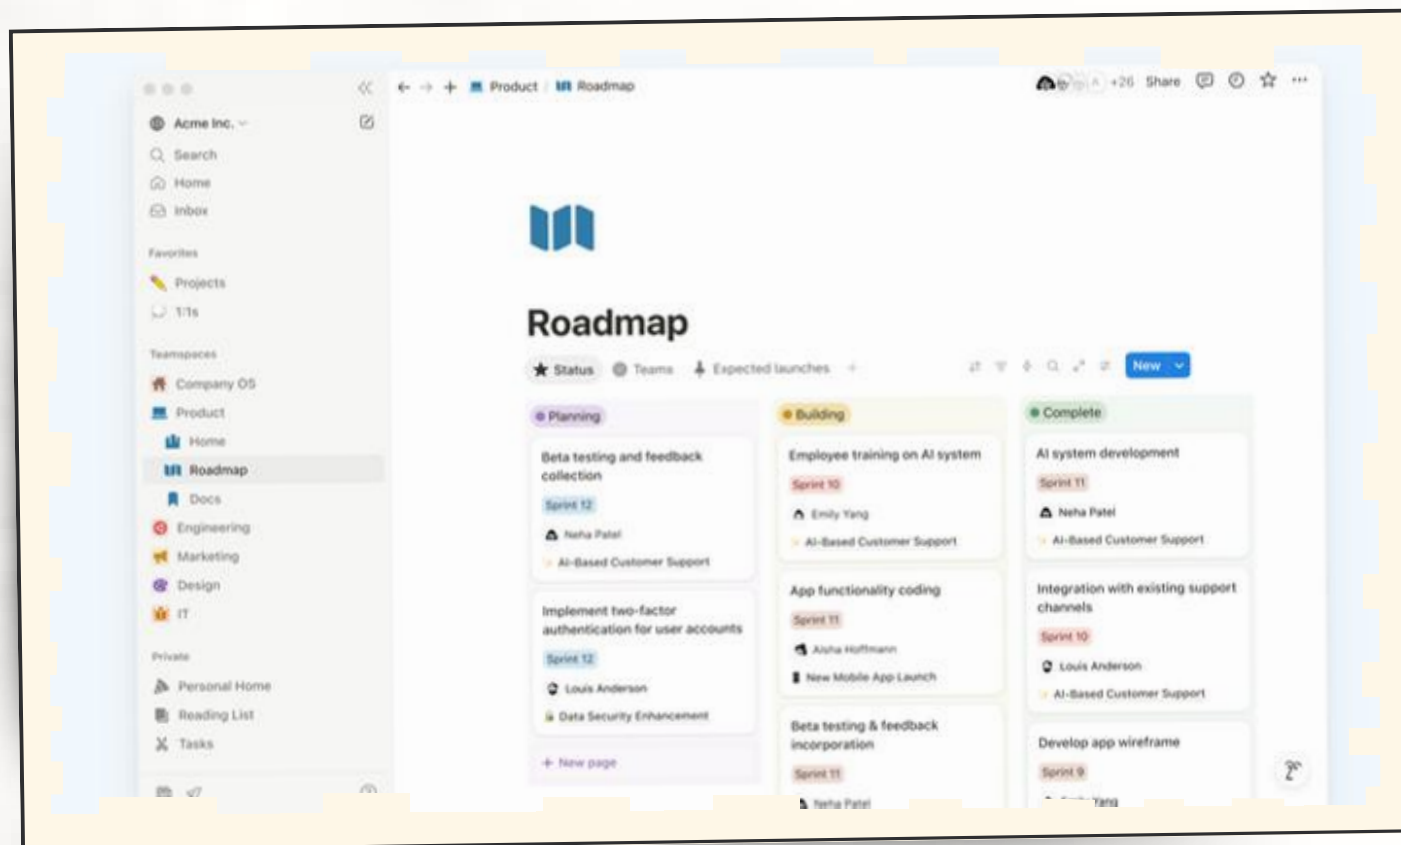 Product / Roadmap
+26 Share
Acme Inc.
Search
Home
Inbox
Favorites
Projects
1:1s
Teamspaces
Company OS
Product
Home
Roadmap
Docs
Engineering
Marketing
Design
IT
Private
Personal Home
Reading List
Tasks
Roadmap
Status Teams Expected launches +
New
Planning
Beta testing and feedback
collection
Sprint 12
Neha Patel
AI-Based Customer Support
Implement two-factor
authentication for user accounts
Sprint 12
Louis Anderson
Data Security Enhancement
+ New page
Building
Employee training on AI system
Sprint 10
Emily Yang
AI-Based Customer Support
App functionality coding
Sprint 11
Aisha Hoffmann
New Mobile App Launch
Beta testing & feedback
incorporation
Sprint 11
Neha Patel
Complete
AI system development
Sprint 11
Neha Patel
AI-Based Customer Support
Integration with existing support
channels
Sprint 10
Louis Anderson
AI-Based Customer Support
Develop app wireframe
Sprint 9
Yang